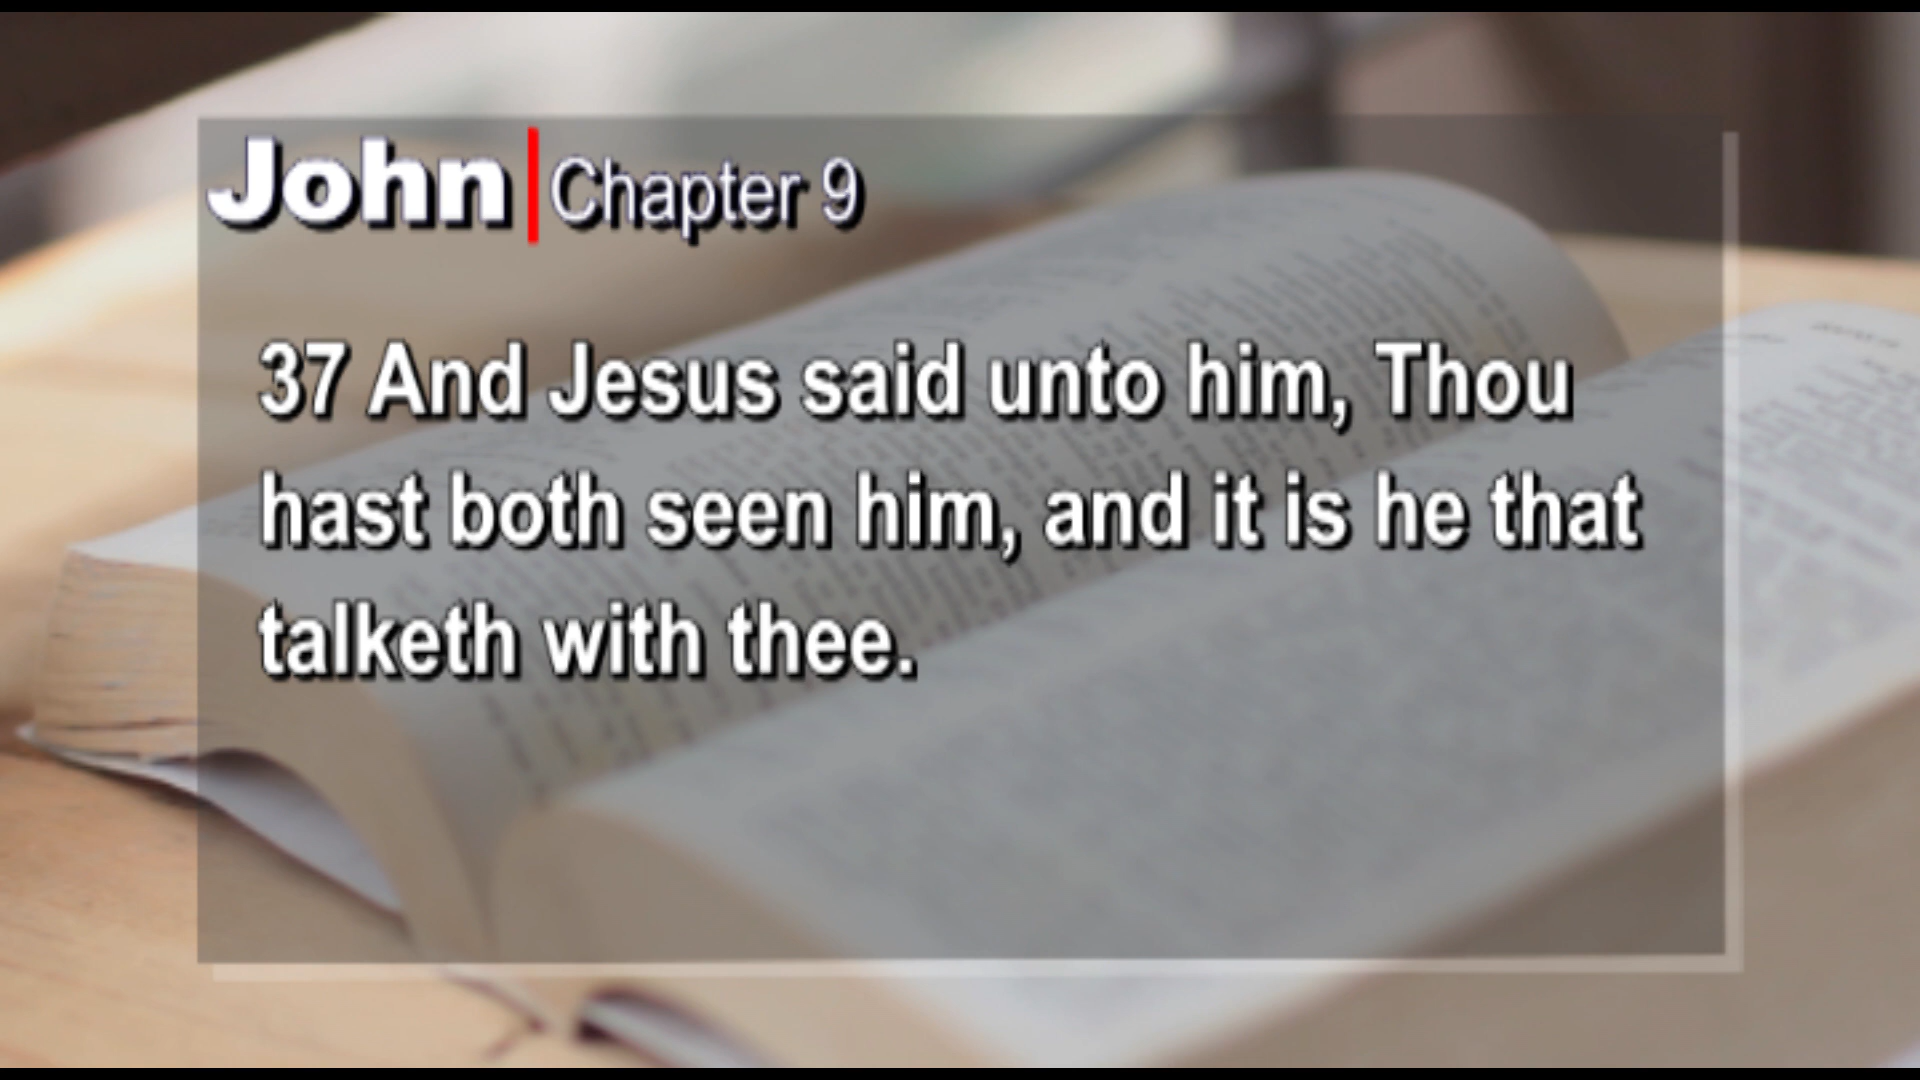 John | Chapter 9
37 And Jesus said unto him, Thou
hast both seen him, and it is he that
talketh with thee.